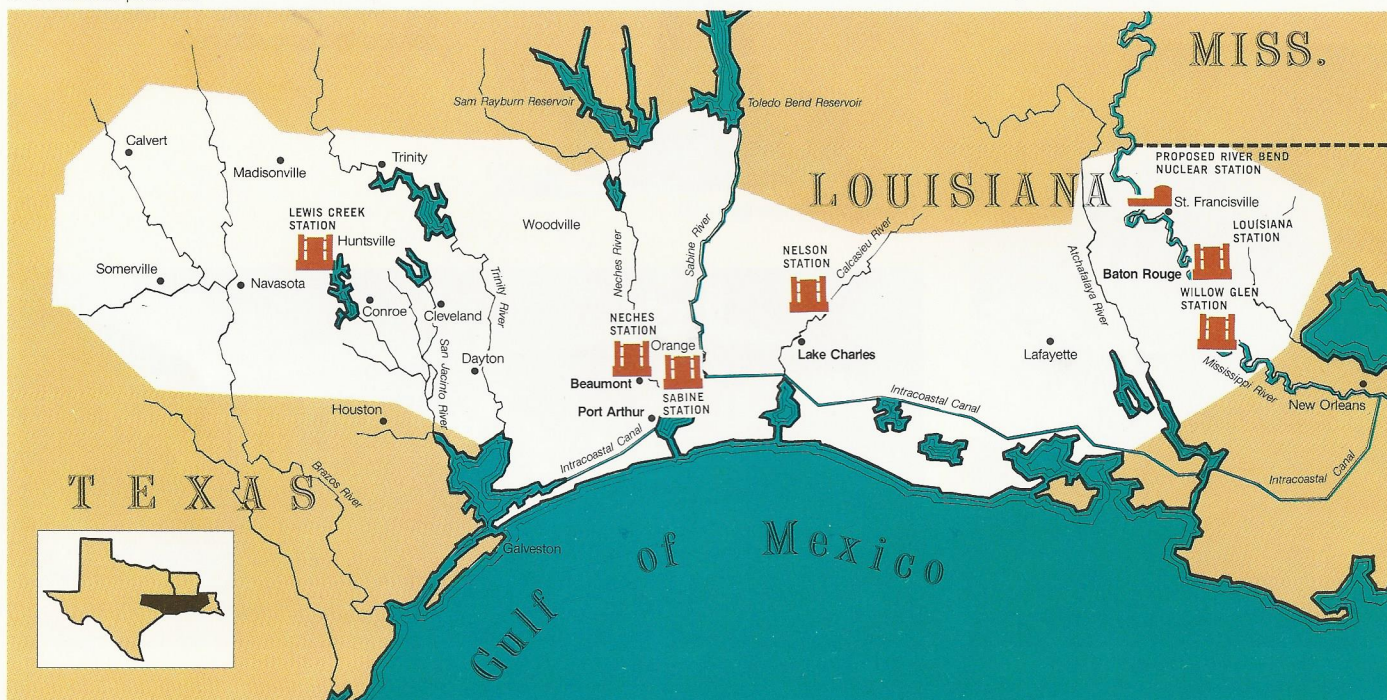 MISS.
Sam Rayburn Reservoir
Toledo Bend Reservoir
Calvert
Madisonville
Trinity
PROPOSED RIVER BEND
NUCLEAR STATION
LOUISIANA
St. Francisville
LEWIS CREEK
STATION
Huntsville
Woodville
Neches River
Sabine River
NELSON
STATION
Calcasieu River
Atchafalaya River
LOUISIANA
STATION
Baton Rouge
Somerville
Navasota
Trinity River
WILLOW GLEN
STATION
Conroe
Cleveland
NECHES
STATION
Orange
San Jacinto River
Dayton
Lake Charles
Lafayette
Mississippi River
Beaumont
SABINE
STATION
New Orleans
Houston
Port Arthur
Intracoastal Canal
Intracoastal Canal
Intracoastal Canal
TEXAS
Brazos River
Galveston
Gulf of Mexico